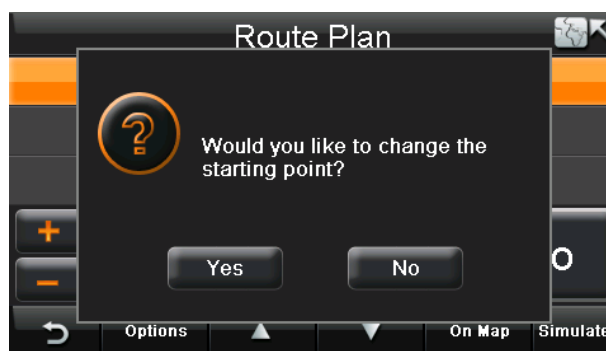 Route Plan
Would you like to change the
starting point?
Yes No
Options On Map Simulate